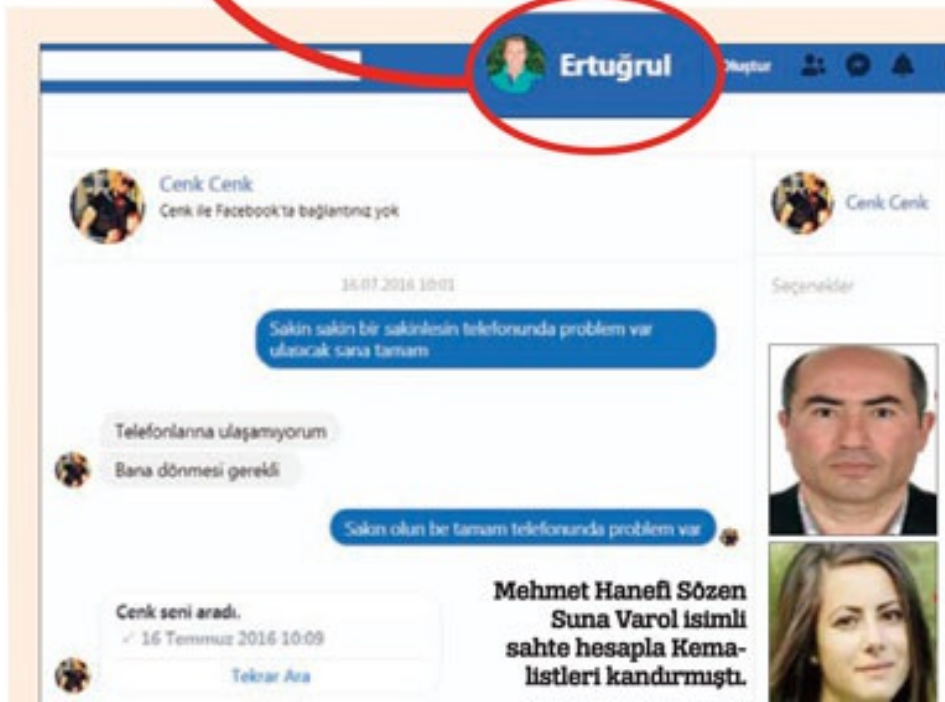 Ertuğrul
Oluştur
Cenk Cenk
Cenk ile Facebook'ta bağlantınız yok
Cenk Cenk
Seçenekler
16.07.2016 10:01
Sakin sakin bir sakinlesin telefonunda problem var
ulasıcak sana tamam
Telefonlarına ulaşamıyorum
Bana dönmesi gerekli
Sakın olun be tamam telefonunda problem var
Cenk seni aradı.
✓ 16 Temmuz 2016 10:09
Tekrar Ara
Mehmet Hanefi Sözen
Suna Varol isimli
sahte hesapla Kema-
listleri kandırmıştı.